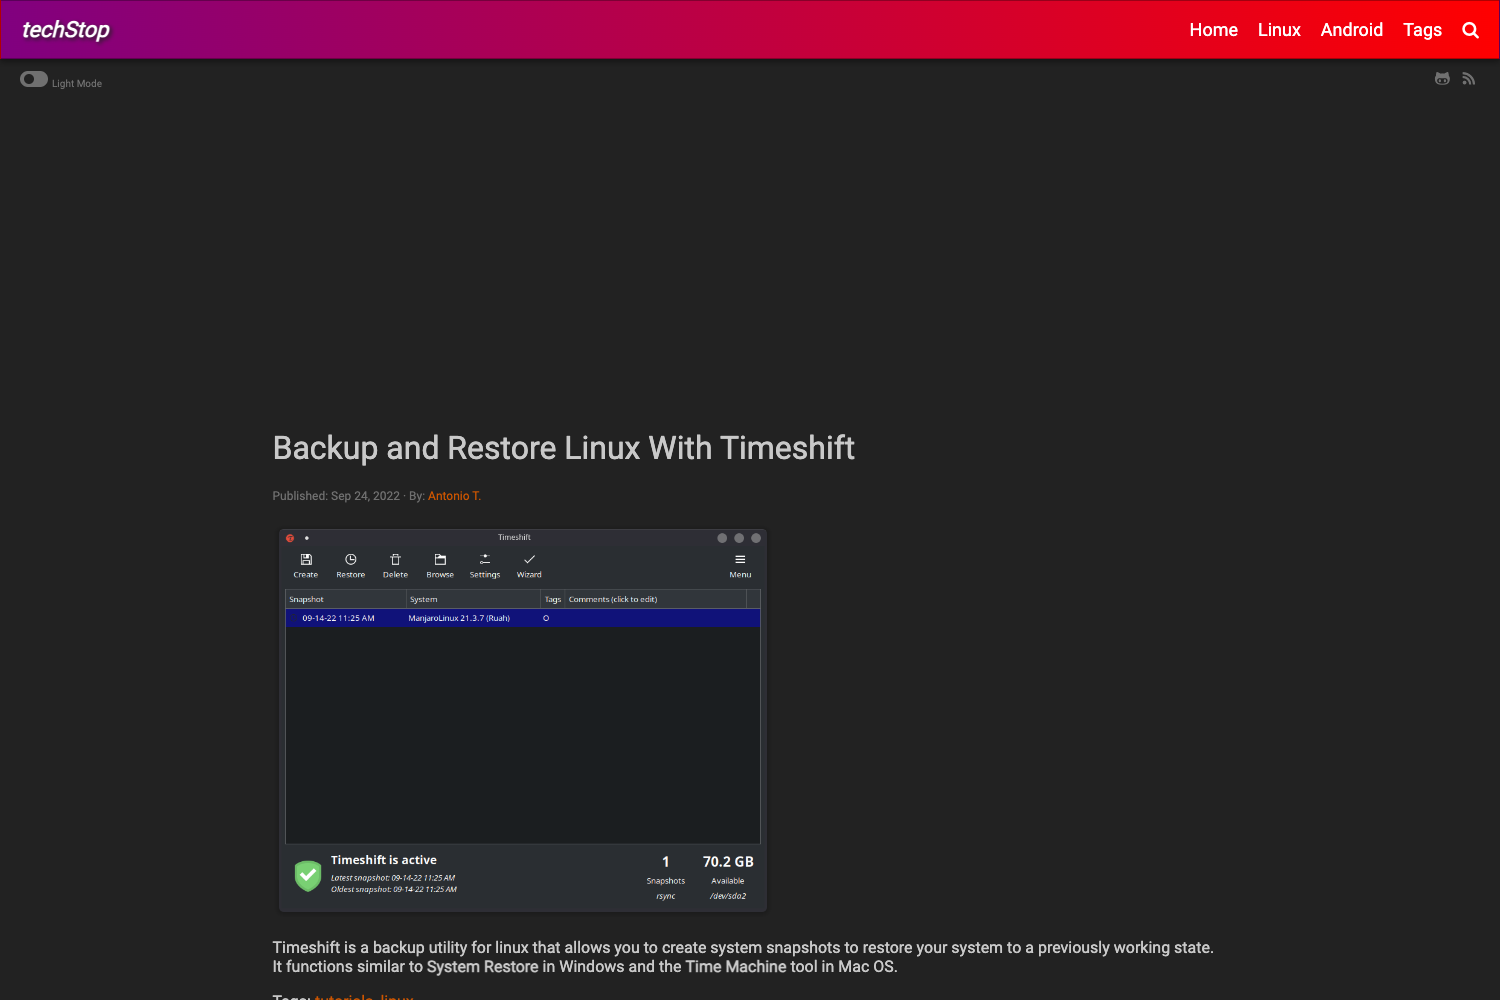 techStop
Home Linux Android Tags
Light Mode
Backup and Restore Linux With Timeshift
Published: Sep 24, 2022 · By: Antonio T.
Timeshift
Create Restore Delete Browse Settings Wizard Menu
Snapshot System Tags Comments (click to edit)
09-14-22 11:25 AM ManjaroLinux 21.3.7 (Ruah) O
Timeshift is active
1 70.2 GB
Latest snapshot: 09-14-22 11:25 AM
Snapshots Available
Oldest snapshot: 09-14-22 11:25 AM
rsync /dev/sda2
Timeshift is a backup utility for linux that allows you to create system snapshots to restore your system to a previously working state.
It functions similar to System Restore in Windows and the Time Machine tool in Mac OS.
Tags: tutorials, linux